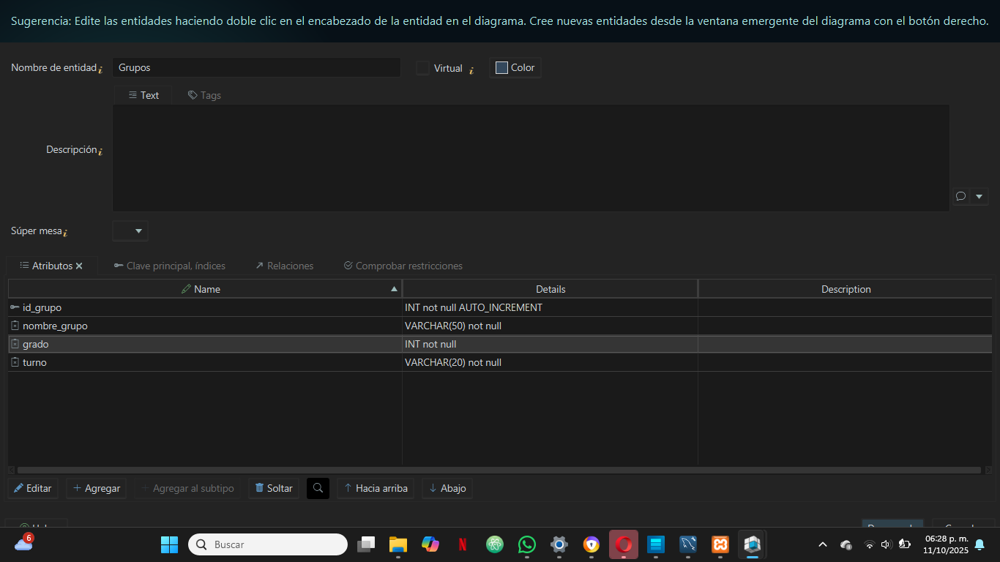 Sugerencia: Edite las entidades haciendo doble clic en el encabezado de la entidad en el diagrama. Cree nuevas entidades desde la ventana emergente del diagrama con el botón derecho.
Nombre de entidad
Grupos
Virtual
Color
Text
Tags
Descripción
Súper mesa
Atributos
Clave principal, índices
Relaciones
Comprobar restricciones
Name
Details
Description
id_grupo
INT not null AUTO_INCREMENT
nombre_grupo
VARCHAR(50) not null
grado
INT not null
turno
VARCHAR(20) not null
Editar
Agregar
Agregar al subtipo
Soltar
Hacia arriba
Abajo
6
Buscar
06:28 p. m.
11/10/2025